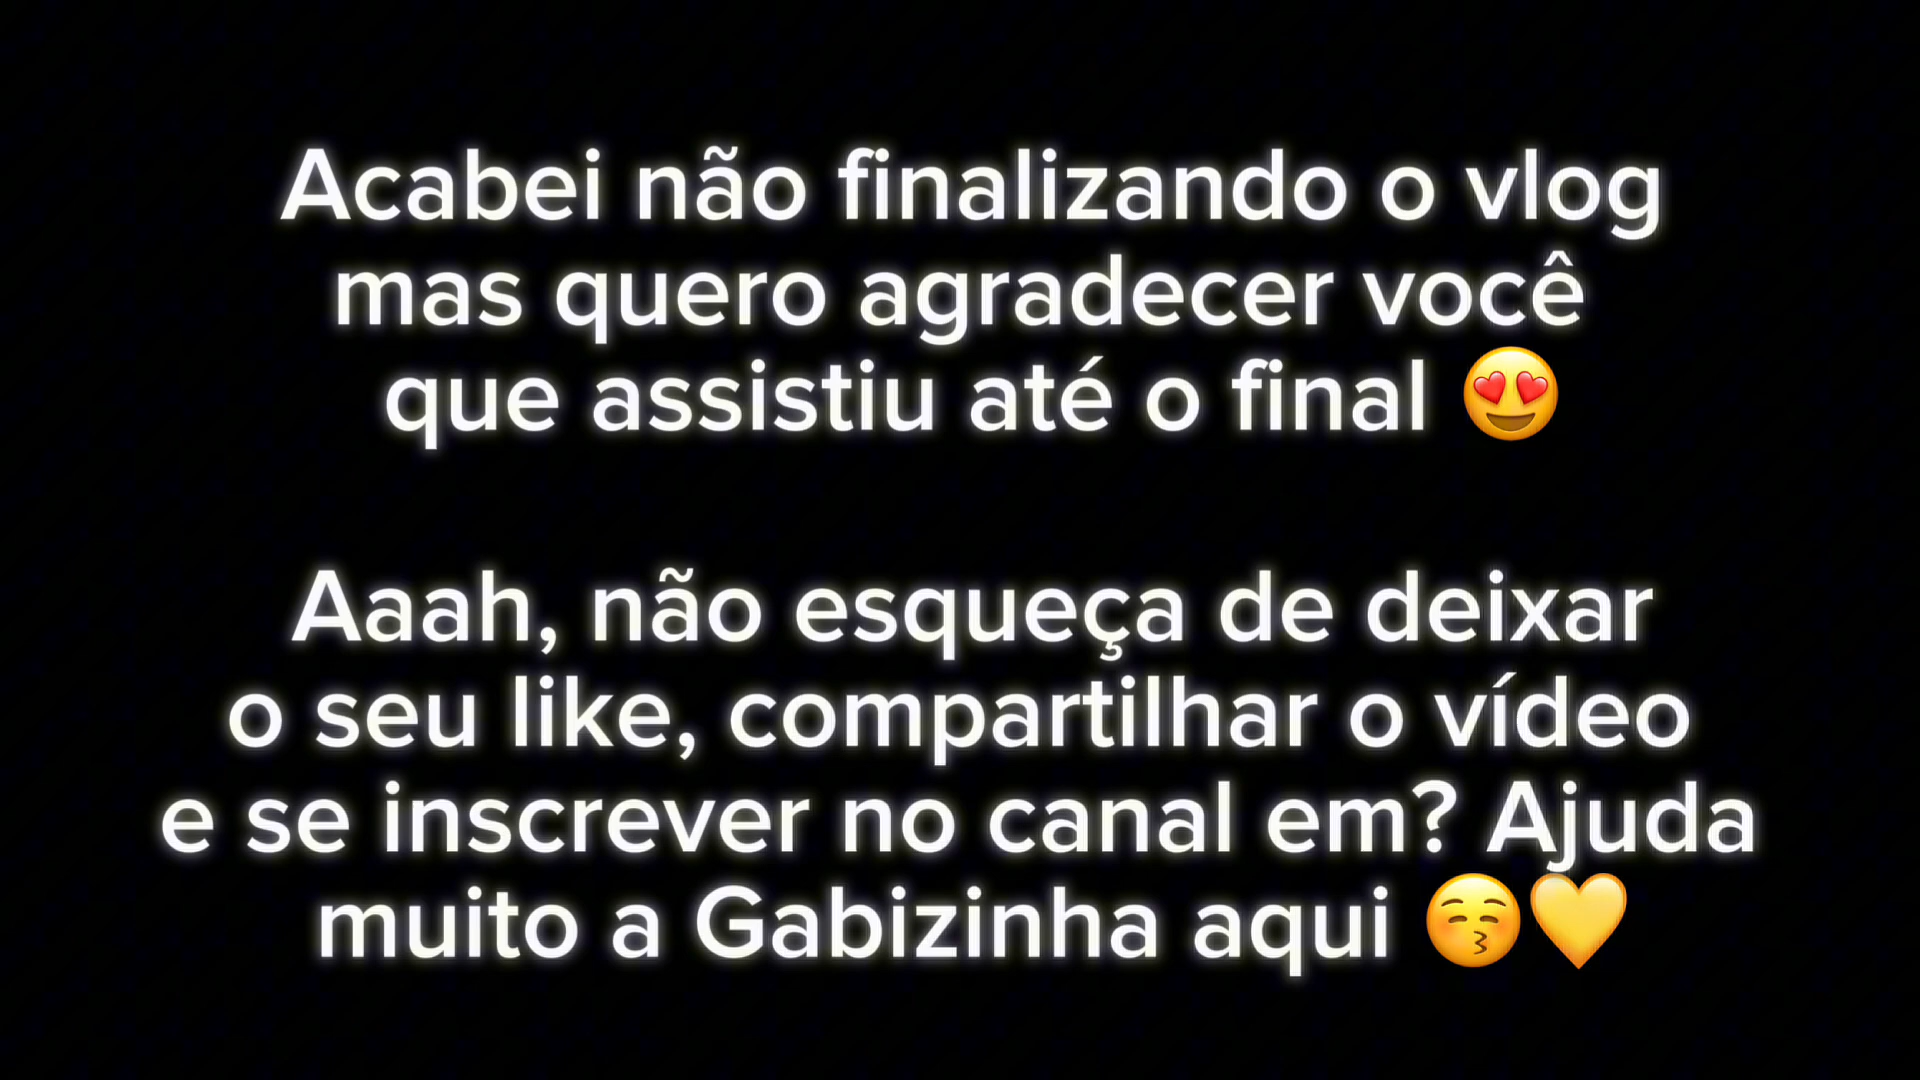 Acabei não finalizando o vlog
mas quero agradecer você
que assistiu até o final 😍
Aaah, não esqueça de deixar
o seu like, compartilhar o vídeo
e se inscrever no canal em? Ajuda
muito a Gabizinha aqui 😚💛